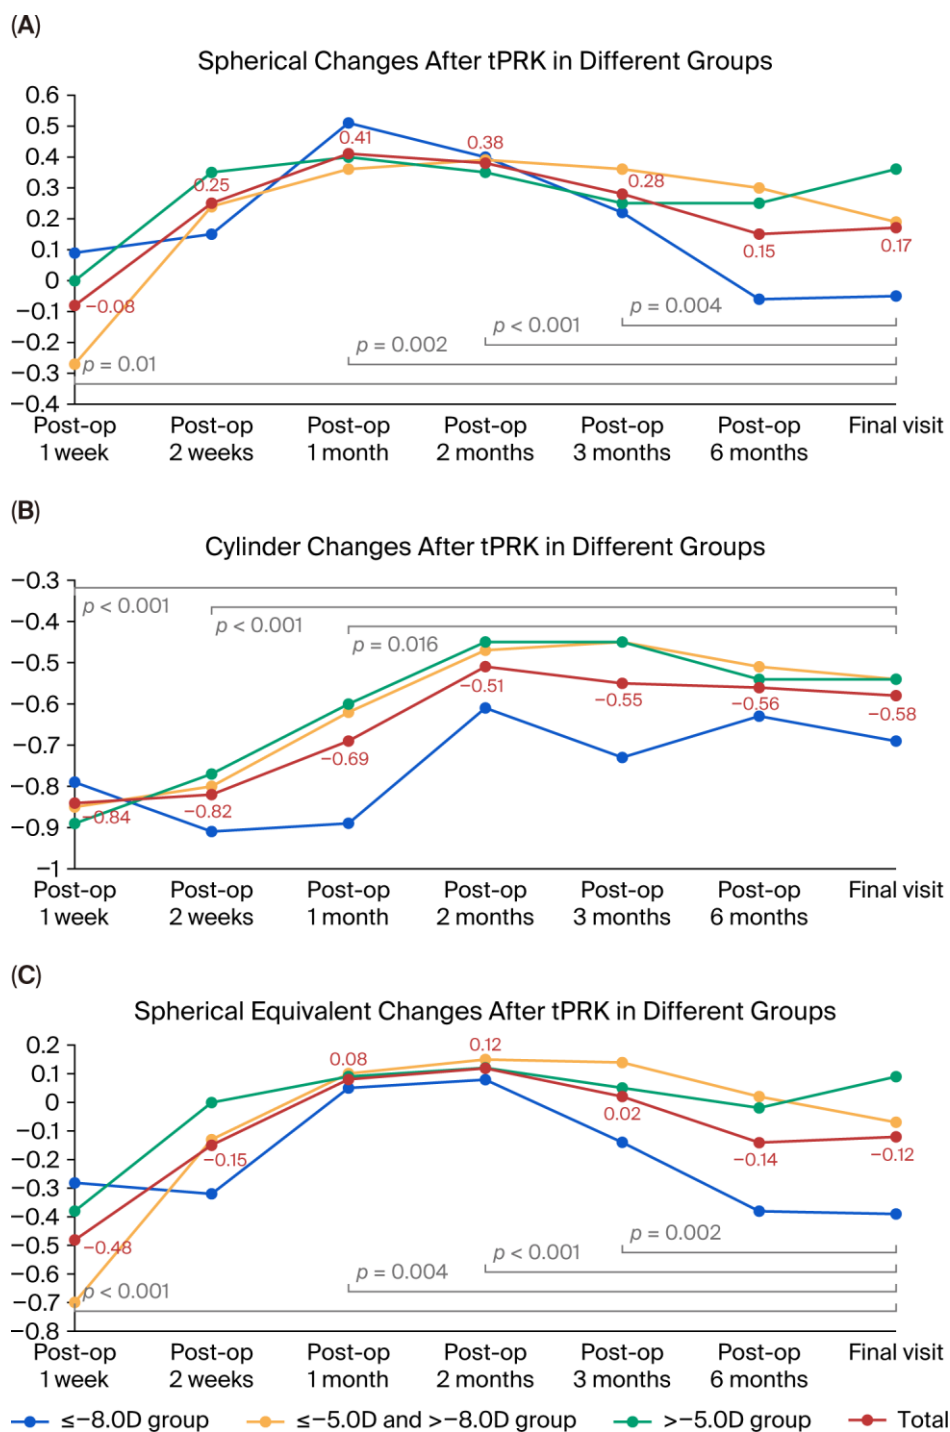 (A)
Spherical Changes After tPRK in Different Groups
0.6
0.5
0.4
0.3
0.2
0.1
0
−0.1
−0.2
−0.3
−0.4
−0.08
0.25
0.41
0.38
0.28
0.15
0.17
p = 0.004
p < 0.001
p = 0.002
p = 0.01
Post-op 1 week
Post-op 2 weeks
Post-op 1 month
Post-op 2 months
Post-op 3 months
Post-op 6 months
Final visit
(B)
Cylinder Changes After tPRK in Different Groups
−0.3
−0.4
−0.5
−0.6
−0.7
−0.8
−0.9
−1
p < 0.001
p < 0.001
p = 0.016
−0.84
−0.82
−0.69
−0.51
−0.55
−0.56
−0.58
Post-op 1 week
Post-op 2 weeks
Post-op 1 month
Post-op 2 months
Post-op 3 months
Post-op 6 months
Final visit
(C)
Spherical Equivalent Changes After tPRK in Different Groups
0.2
0.1
0
−0.1
−0.2
−0.3
−0.4
−0.5
−0.6
−0.7
−0.8
−0.48
−0.15
0.08
0.12
0.02
−0.14
−0.12
p = 0.002
p < 0.001
p = 0.004
p < 0.001
Post-op 1 week
Post-op 2 weeks
Post-op 1 month
Post-op 2 months
Post-op 3 months
Post-op 6 months
Final visit
≤−8.0D group
≤−5.0D and >−8.0D group
>−5.0D group
Total